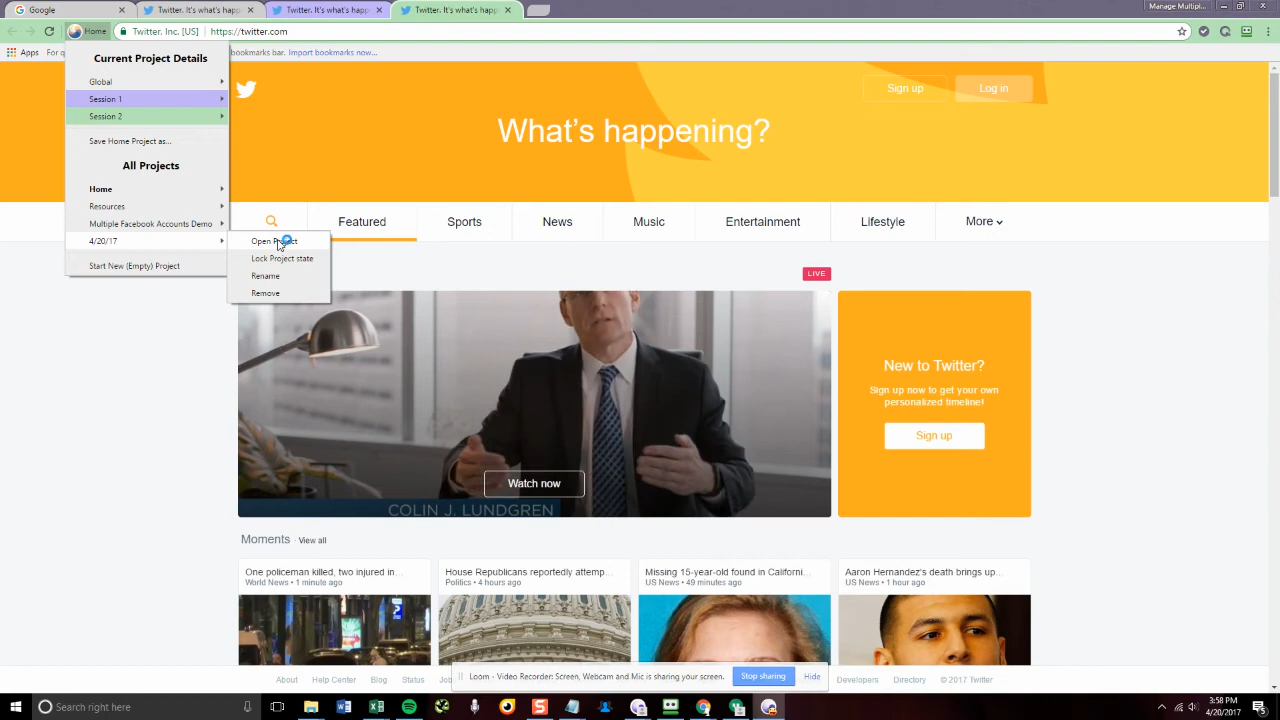 Google
Twitter. It's what's happ
Twitter. It's what's happ
Twitter. It's what's happ
Manage Multipl...
Home
Twitter, Inc. [US]
https://twitter.com
Apps
For q
bookmarks bar. Import bookmarks now...
Current Project Details
Global
Session 1
Session 2
Save Home Project as...
All Projects
Home
Resources
Multiple Facebook Accounts Demo
4/20/17
Start New (Empty) Project
Open Project
Lock Project state
Rename
Remove
Sign up
Log in
What's happening?
Featured
Sports
News
Music
Entertainment
Lifestyle
More
LIVE
Watch now
COLIN J. LUNDGREN
New to Twitter?
Sign up now to get your own
personalized timeline!
Sign up
Moments · View all
One policeman killed, two injured in...
World News • 1 minute ago
House Republicans reportedly attemp...
Politics • 4 hours ago
Missing 15-year-old found in Californi...
US News • 49 minutes ago
Aaron Hernandez's death brings up...
US News • 1 hour ago
About
Help Center
Blog
Status
Jo
Loom - Video Recorder: Screen, Webcam and Mic is sharing your screen.
Stop sharing
Hide
Developers
Directory
© 2017 Twitter
Search right here
3:58 PM
4/20/2017